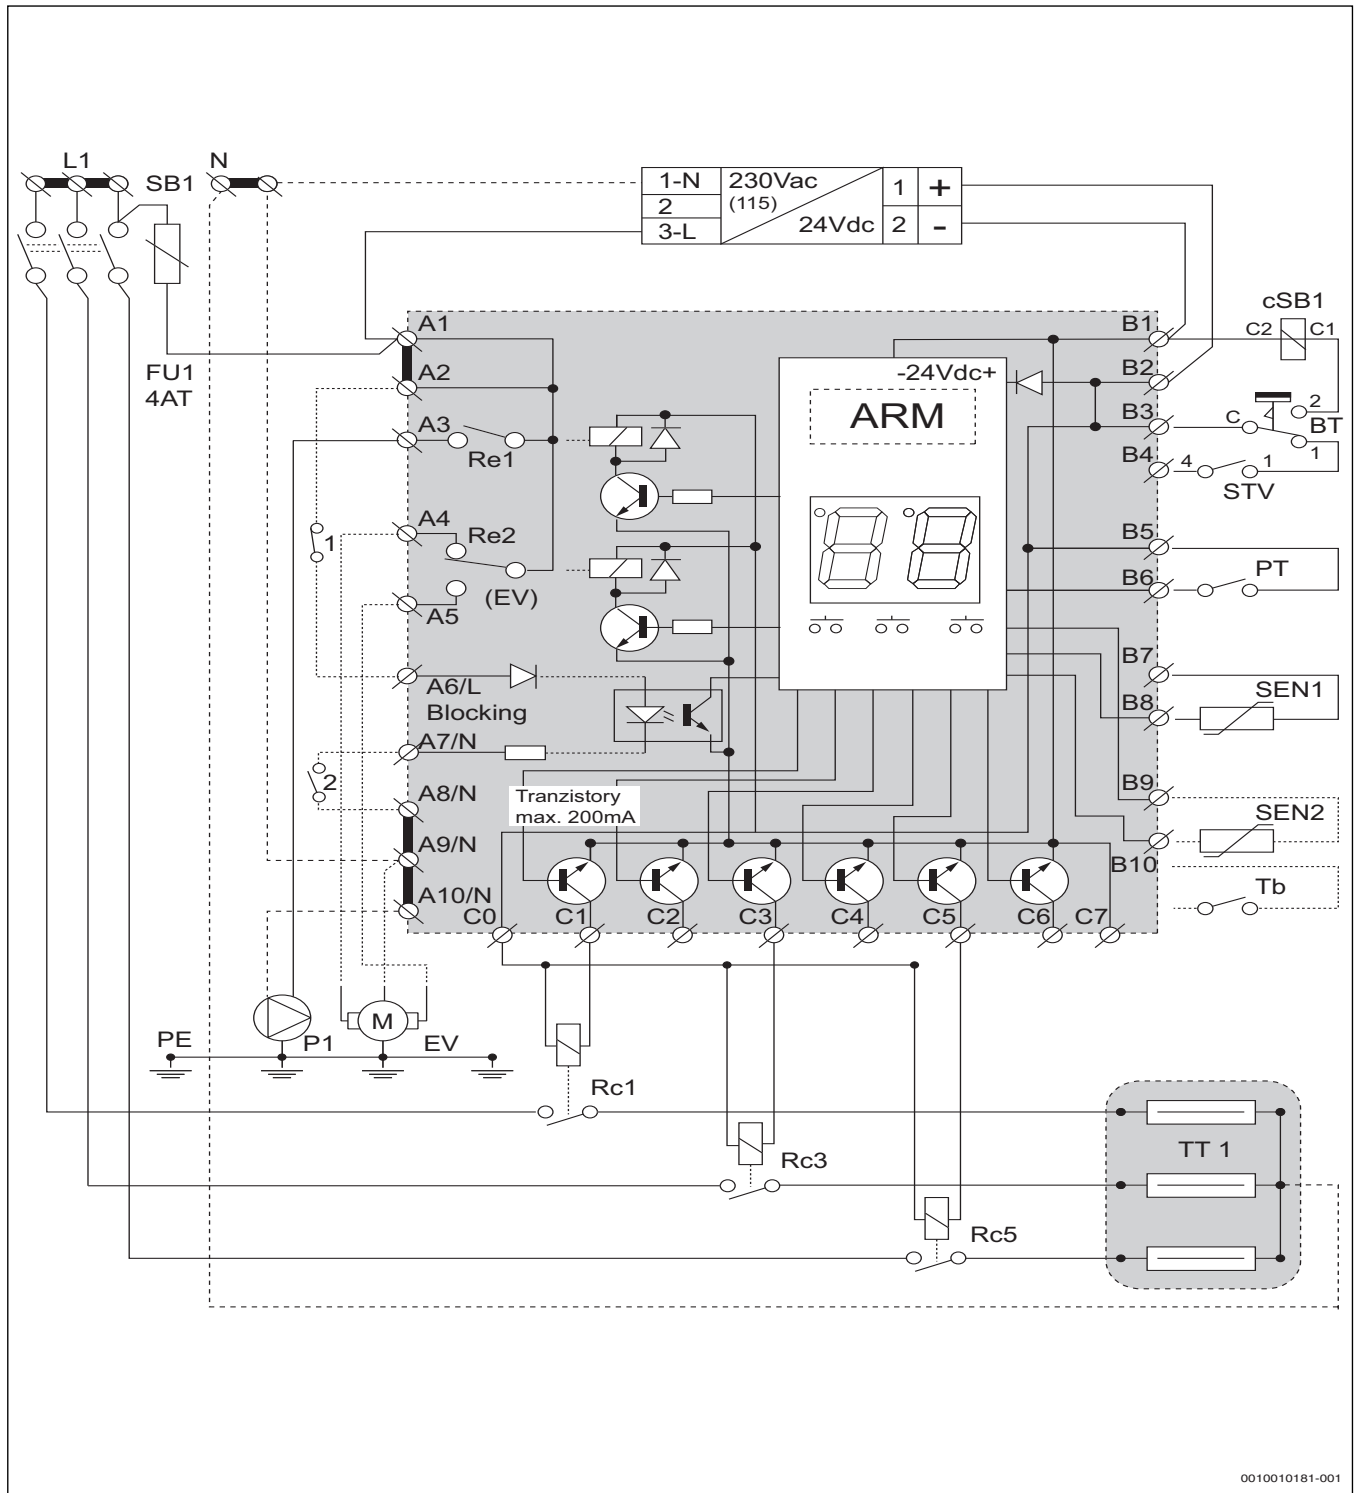 L1
N
SB1
1-N
230Vac
1
+
2
(115)
3-L
24Vdc
2
-
cSB1
A1
B1
C2
C1
FU1
4AT
A2
-24Vdc+
B2
ARM
A3
B3
C
2
BT
Re1
B4
4
1
1
STV
A4
Re2
B5
1
PT
(EV)
B6
A5
A6/L
B7
Blocking
SEN1
B8
A7/N
2
A8/N
Tranzistory
max. 200mA
B9
SEN2
A9/N
B10
A10/N
Tb
C0
C1
C2
C3
C4
C5
C6
C7
M
PE
P1
EV
Rc1
TT 1
Rc3
Rc5
0010010181-001